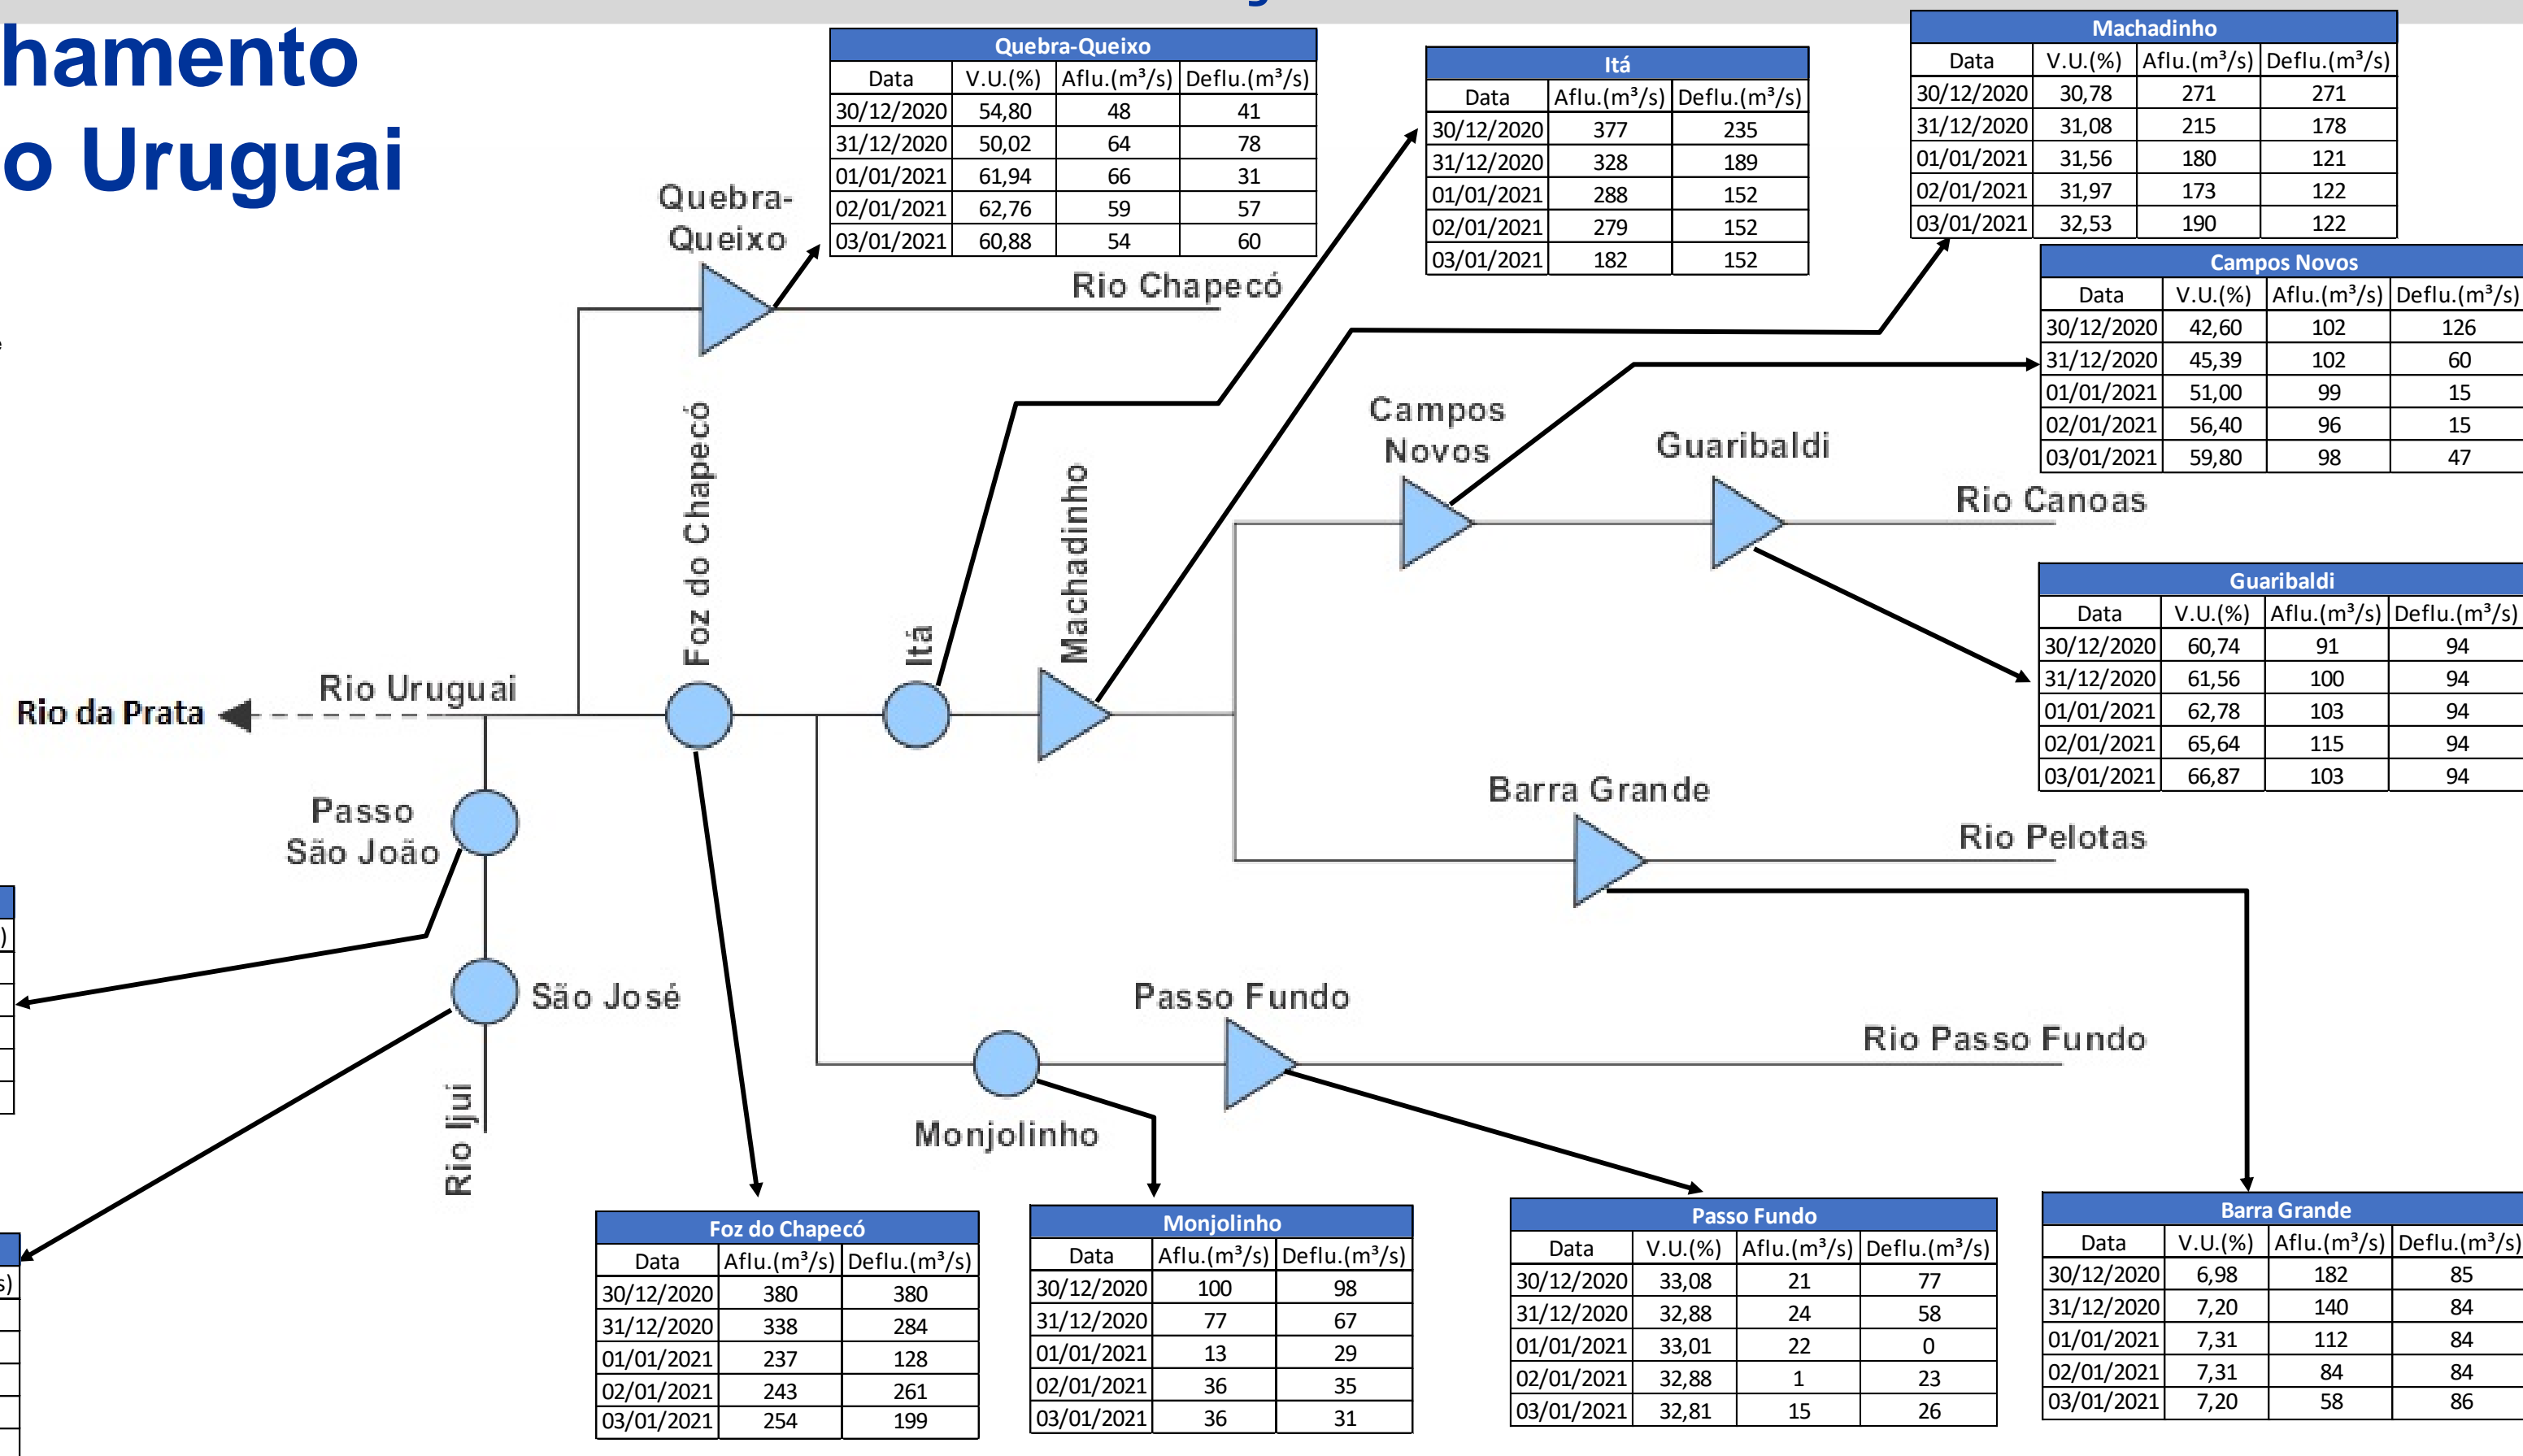 hamento
o Uruguai
Quebra-Queixo
Data V.U.(%) Aflu.(m³/s) Deflu.(m³/s)
30/12/2020 54,80 48 41
31/12/2020 50,02 64 78
01/01/2021 61,94 66 31
02/01/2021 62,76 59 57
03/01/2021 60,88 54 60
Itá
Data Aflu.(m³/s) Deflu.(m³/s)
30/12/2020 377 235
31/12/2020 328 189
01/01/2021 288 152
02/01/2021 279 152
03/01/2021 182 152
Machadinho
Data V.U.(%) Aflu.(m³/s) Deflu.(m³/s)
30/12/2020 30,78 271 271
31/12/2020 31,08 215 178
01/01/2021 31,56 180 121
02/01/2021 31,97 173 122
03/01/2021 32,53 190 122
Campos Novos
Data V.U.(%) Aflu.(m³/s) Deflu.(m³/s)
30/12/2020 42,60 102 126
31/12/2020 45,39 102 60
01/01/2021 51,00 99 15
02/01/2021 56,40 96 15
03/01/2021 59,80 98 47
Quebra-
Queixo
Rio Chapecó
Foz do Chapecó
Itá
Machadinho
Campos
Novos
Guaribaldi
Rio Canoas
Guaribaldi
Data V.U.(%) Aflu.(m³/s) Deflu.(m³/s)
30/12/2020 60,74 91 94
31/12/2020 61,56 100 94
01/01/2021 62,78 103 94
02/01/2021 65,64 115 94
03/01/2021 66,87 103 94
Rio da Prata
Rio Uruguai
Passo
São João
Barra Grande
Rio Pelotas
São José
Rio Ijui
Passo Fundo
Rio Passo Fundo
Monjolinho
Foz do Chapecó
Data Aflu.(m³/s) Deflu.(m³/s)
30/12/2020 380 380
31/12/2020 338 284
01/01/2021 237 128
02/01/2021 243 261
03/01/2021 254 199
Monjolinho
Data Aflu.(m³/s) Deflu.(m³/s)
30/12/2020 100 98
31/12/2020 77 67
01/01/2021 13 29
02/01/2021 36 35
03/01/2021 36 31
Passo Fundo
Data V.U.(%) Aflu.(m³/s) Deflu.(m³/s)
30/12/2020 33,08 21 77
31/12/2020 32,88 24 58
01/01/2021 33,01 22 0
02/01/2021 32,88 1 23
03/01/2021 32,81 15 26
Barra Grande
Data V.U.(%) Aflu.(m³/s) Deflu.(m³/s)
30/12/2020 6,98 182 85
31/12/2020 7,20 140 84
01/01/2021 7,31 112 84
02/01/2021 7,31 84 84
03/01/2021 7,20 58 86